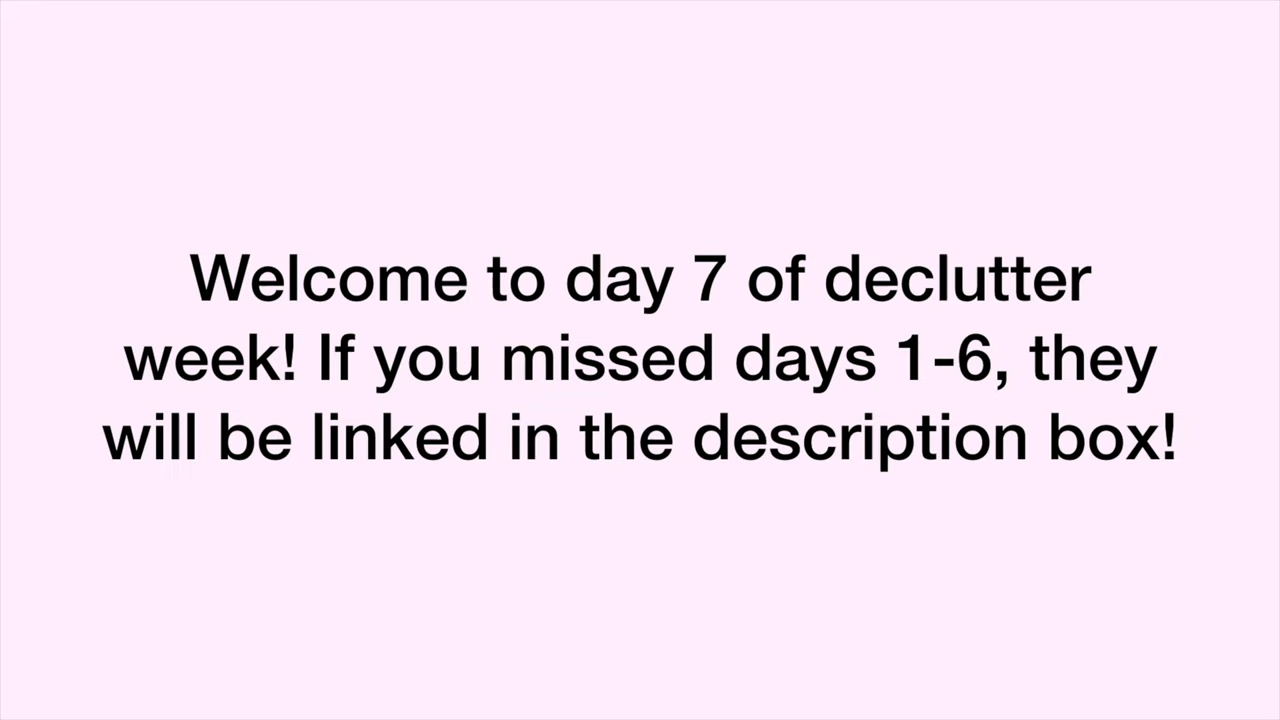 Welcome to day 7 of declutter
week! If you missed days 1-6, they
will be linked in the description box!